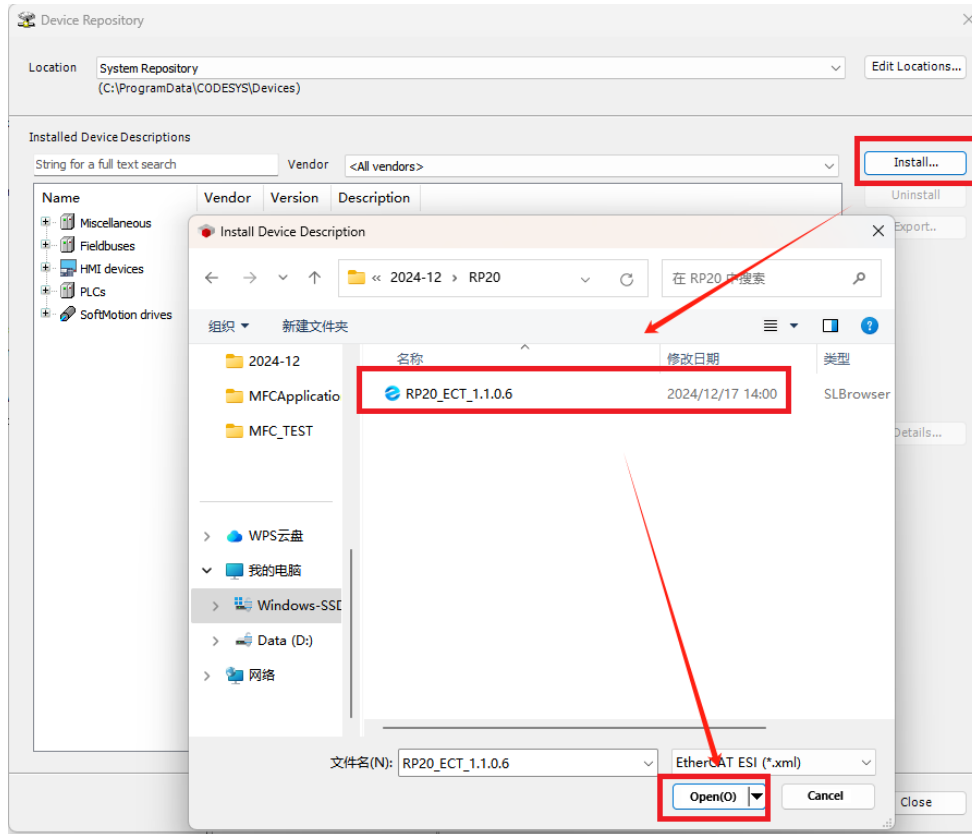 Device Repository
Location System Repository Edit Locations...
(C:\ProgramData\CODESYS\Devices)
Installed Device Descriptions
String for a full text search Vendor <All vendors> Install...
Name Vendor Version Description Uninstall
Miscellaneous
Install Device Description Export..
Fieldbuses
HMI devices
« 2024-12 › RP20 在 RP20 中搜索
PLCs
SoftMotion drives
组织 新建文件夹
2024-12 名称 修改日期 类型
MFCApplicatio RP20_ECT_1.1.0.6 2024/12/17 14:00 SLBrowser
MFC_TEST Details...
WPS云盘
我的电脑
Windows-SSD
Data (D:)
网络
文件名(N): RP20_ECT_1.1.0.6 EtherCAT ESI (*.xml)
Open(O) Cancel Close